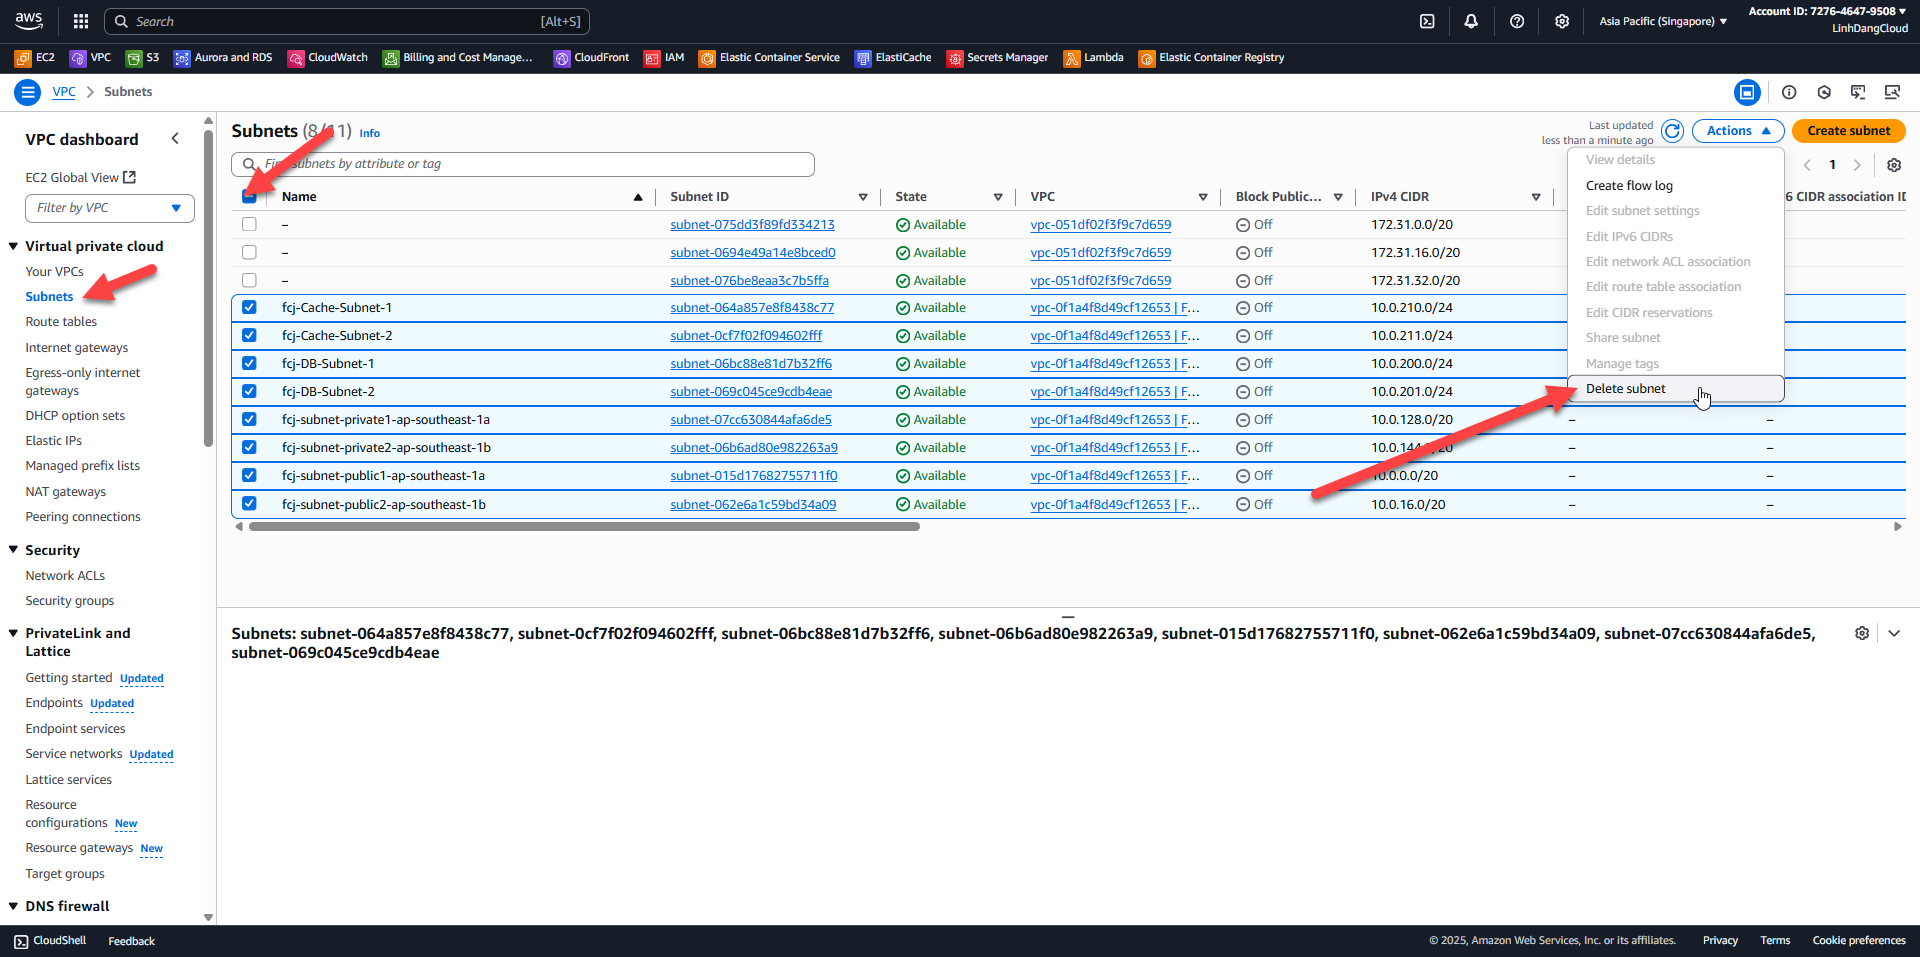 aws
Search
[Alt+S]
Asia Pacific (Singapore)
Account ID: 7276-4647-9508
LinhDangCloud
EC2
VPC
S3
Aurora and RDS
CloudWatch
Billing and Cost Manage...
CloudFront
IAM
Elastic Container Service
ElastiCache
Secrets Manager
Lambda
Elastic Container Registry
VPC
Subnets
VPC dashboard
EC2 Global View
Filter by VPC
Virtual private cloud
Your VPCs
Subnets
Route tables
Internet gateways
Egress-only internet
gateways
DHCP option sets
Elastic IPs
Managed prefix lists
NAT gateways
Peering connections
Security
Network ACLs
Security groups
PrivateLink and
Lattice
Getting started Updated
Endpoints Updated
Endpoint services
Service networks Updated
Lattice services
Resource
configurations New
Resource gateways New
Target groups
DNS firewall
Subnets (8/11) Info
Last updated
less than a minute ago
Actions
Create subnet
Find subnets by attribute or tag
1
Name Subnet ID State VPC Block Public... IPv4 CIDR 6 CIDR association ID
– subnet-075dd3f89fd334213 Available vpc-051df02f3f9c7d659 Off 172.31.0.0/20
– subnet-0694e49a14e8bced0 Available vpc-051df02f3f9c7d659 Off 172.31.16.0/20
– subnet-076be8eaa3c7b5ffa Available vpc-051df02f3f9c7d659 Off 172.31.32.0/20
fcj-Cache-Subnet-1 subnet-064a857e8f8438c77 Available vpc-0f1a4f8d49cf12653 | F... Off 10.0.210.0/24
fcj-Cache-Subnet-2 subnet-0cf7f02f094602fff Available vpc-0f1a4f8d49cf12653 | F... Off 10.0.211.0/24
fcj-DB-Subnet-1 subnet-06bc88e81d7b32ff6 Available vpc-0f1a4f8d49cf12653 | F... Off 10.0.200.0/24
fcj-DB-Subnet-2 subnet-069c045ce9cdb4eae Available vpc-0f1a4f8d49cf12653 | F... Off 10.0.201.0/24
fcj-subnet-private1-ap-southeast-1a subnet-07cc630844afa6de5 Available vpc-0f1a4f8d49cf12653 | F... Off 10.0.128.0/20 – –
fcj-subnet-private2-ap-southeast-1b subnet-06b6ad80e982263a9 Available vpc-0f1a4f8d49cf12653 | F... Off 10.0.144.0/20 – –
fcj-subnet-public1-ap-southeast-1a subnet-015d17682755711f0 Available vpc-0f1a4f8d49cf12653 | F... Off 10.0.0.0/20 – –
fcj-subnet-public2-ap-southeast-1b subnet-062e6a1c59bd34a09 Available vpc-0f1a4f8d49cf12653 | F... Off 10.0.16.0/20 – –
View details
Create flow log
Edit subnet settings
Edit IPv6 CIDRs
Edit network ACL association
Edit route table association
Edit CIDR reservations
Share subnet
Manage tags
Delete subnet
Subnets: subnet-064a857e8f8438c77, subnet-0cf7f02f094602fff, subnet-06bc88e81d7b32ff6, subnet-06b6ad80e982263a9, subnet-015d17682755711f0, subnet-062e6a1c59bd34a09, subnet-07cc630844afa6de5,
subnet-069c045ce9cdb4eae
CloudShell
Feedback
© 2025, Amazon Web Services, Inc. or its affiliates.
Privacy
Terms
Cookie preferences